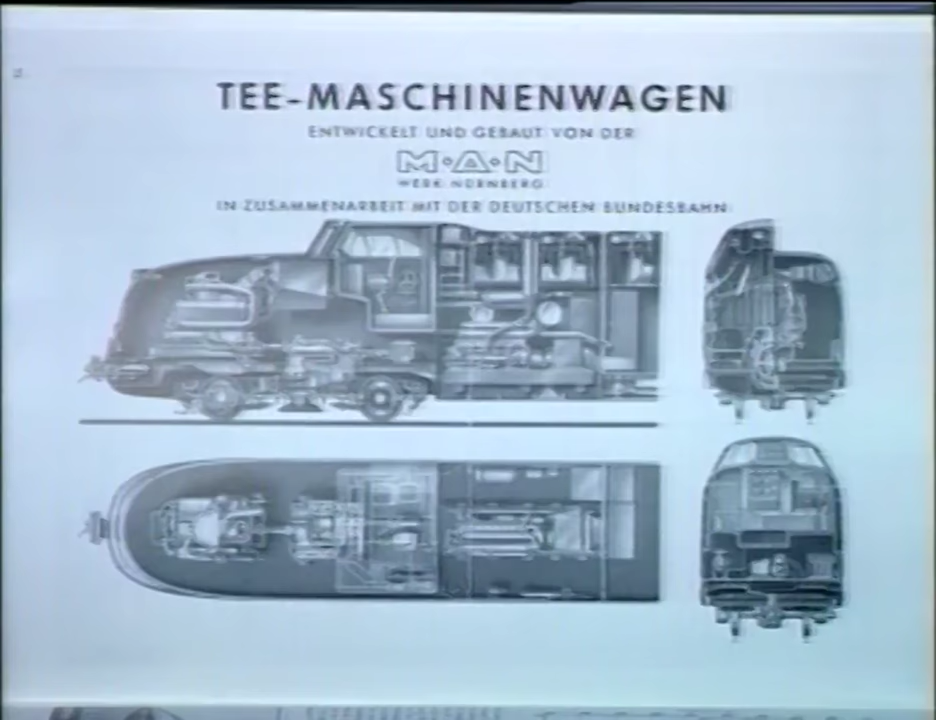 TEE-MASCHINENWAGEN
ENTWICKELT UND GEBAUT VON DER
M·A·N
WERK NÜRNBERG
IN ZUSAMMENARBEIT MIT DER DEUTSCHEN BUNDESBAHN